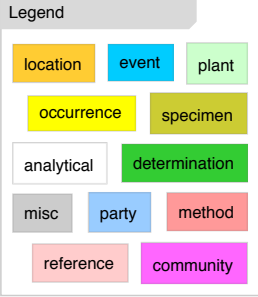 Legend
location event plant
occurrence specimen
analytical determination
misc party method
reference community